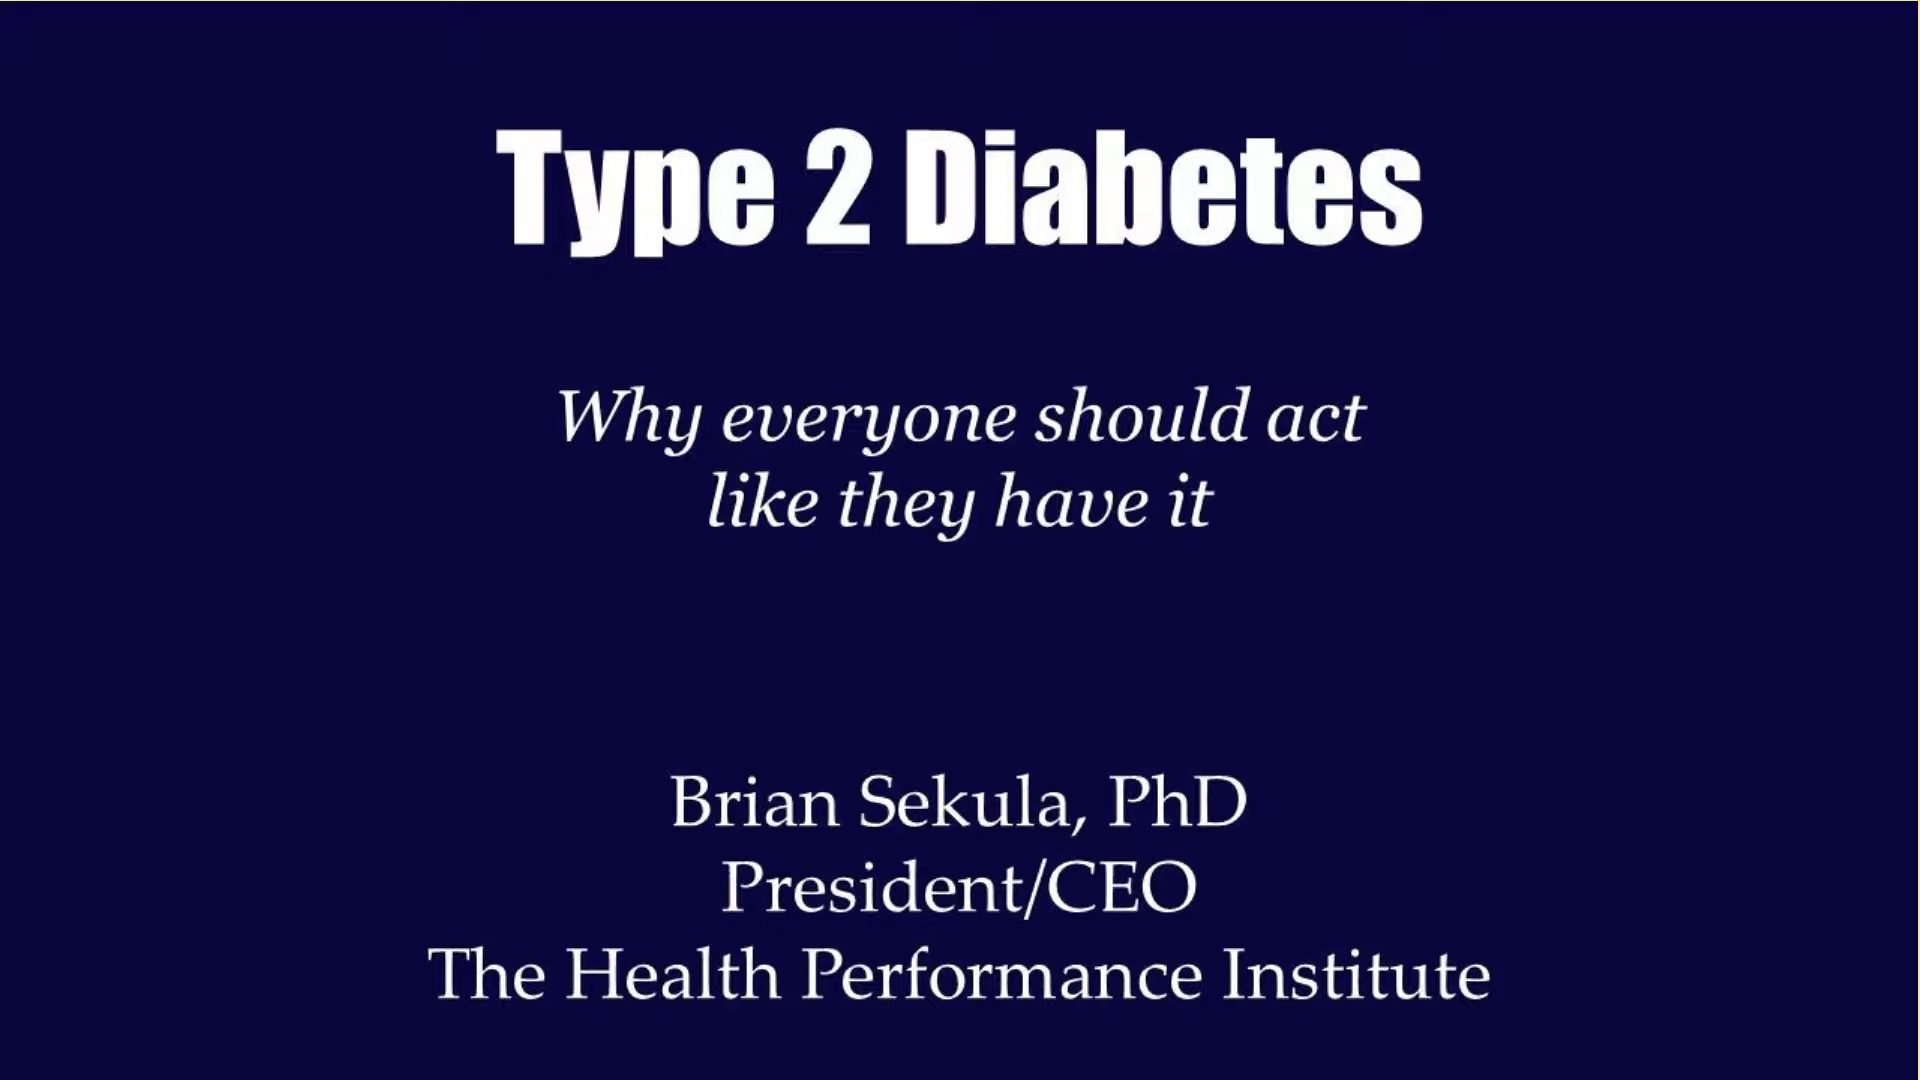 Type 2 Diabetes
Why everyone should act
like they have it
Brian Sekula, PhD
President/CEO
The Health Performance Institute